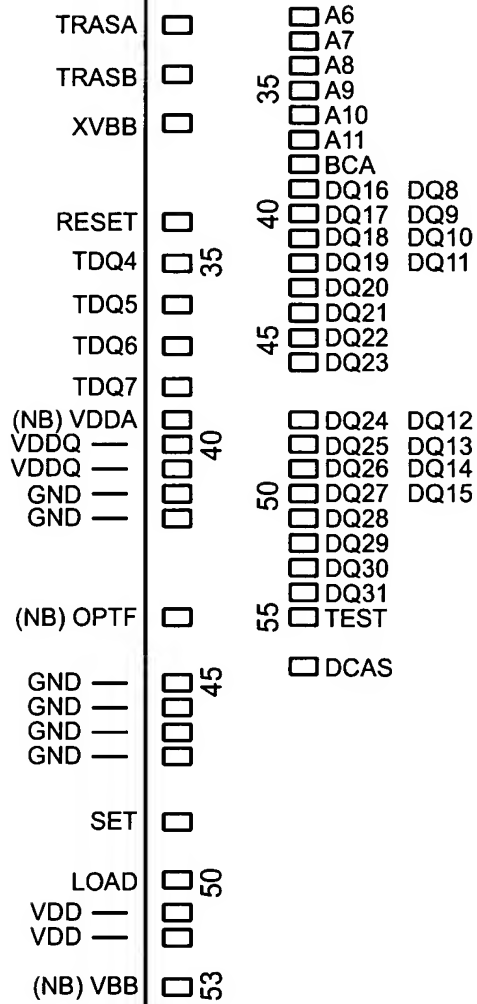 TRASA
TRASB
XVBB
RESET
TDQ4 35
TDQ5
TDQ6
TDQ7
(NB) VDDA
VDDQ — 40
VDDQ —
GND —
GND —
(NB) OPTF
GND — 45
GND —
GND —
GND —
SET
LOAD 50
VDD —
VDD —
(NB) VBB 53
A6
A7
A8
35 A9
A10
A11
BCA
DQ16 DQ8
40 DQ17 DQ9
DQ18 DQ10
DQ19 DQ11
DQ20
DQ21
45 DQ22
DQ23
DQ24 DQ12
DQ25 DQ13
DQ26 DQ14
50 DQ27 DQ15
DQ28
DQ29
DQ30
DQ31
55 TEST
DCAS